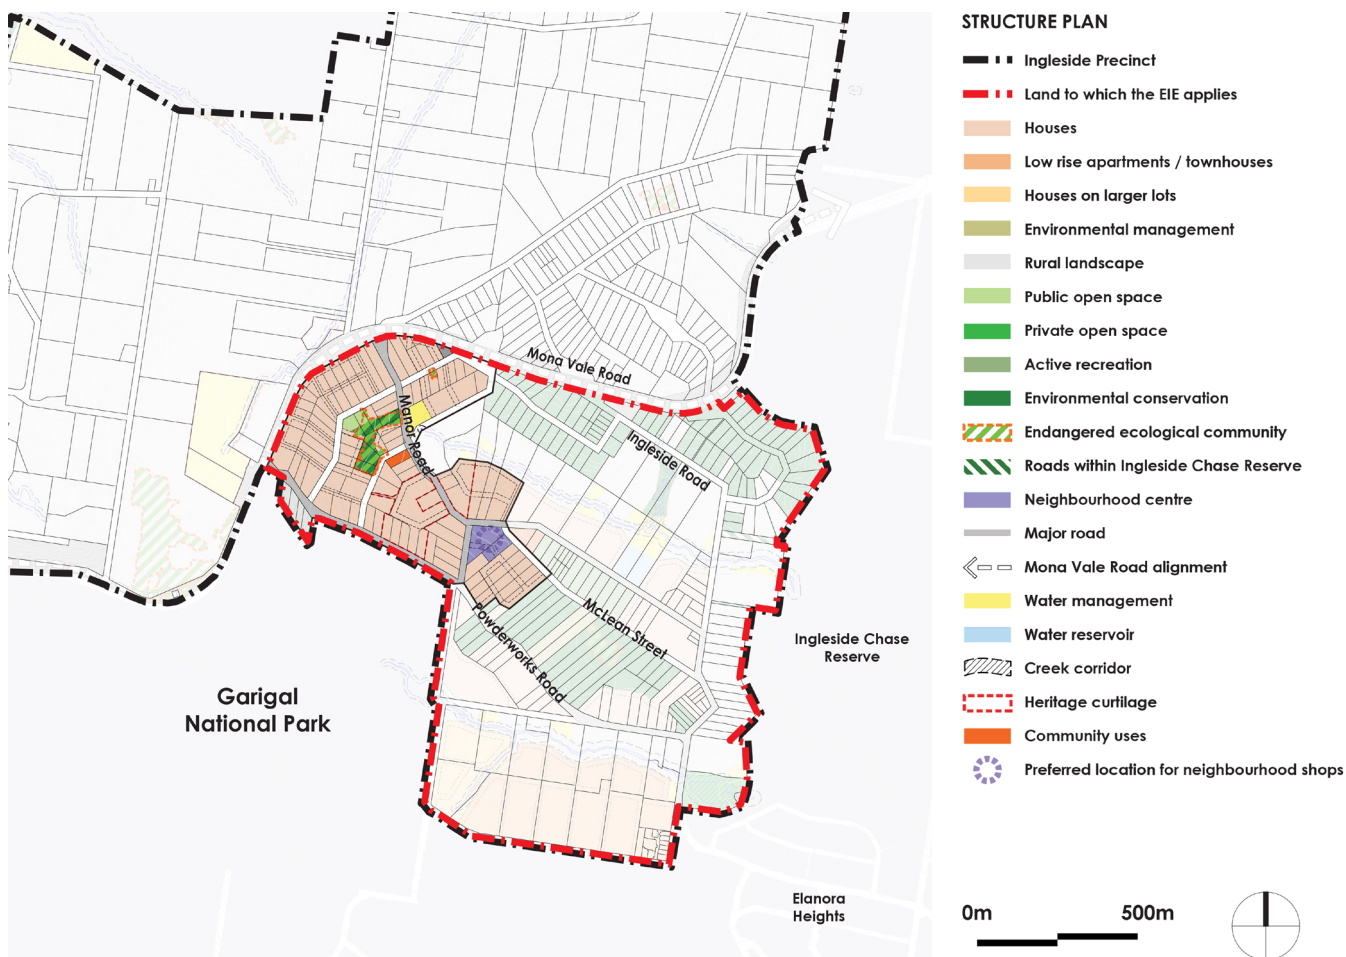 STRUCTURE PLAN
Ingleside Precinct
Land to which the EIE applies
Houses
Low rise apartments / townhouses
Houses on larger lots
Environmental management
Rural landscape
Public open space
Private open space
Active recreation
Environmental conservation
Endangered ecological community
Roads within Ingleside Chase Reserve
Neighbourhood centre
Major road
Mona Vale Road alignment
Water management
Water reservoir
Creek corridor
Heritage curtilage
Community uses
Preferred location for neighbourhood shops
0m 500m
Mona Vale Road
Manor Road
Ingleside Road
McLean Street
Powderworks Road
Ingleside Chase
Reserve
Garigal
National Park
Elanora
Heights